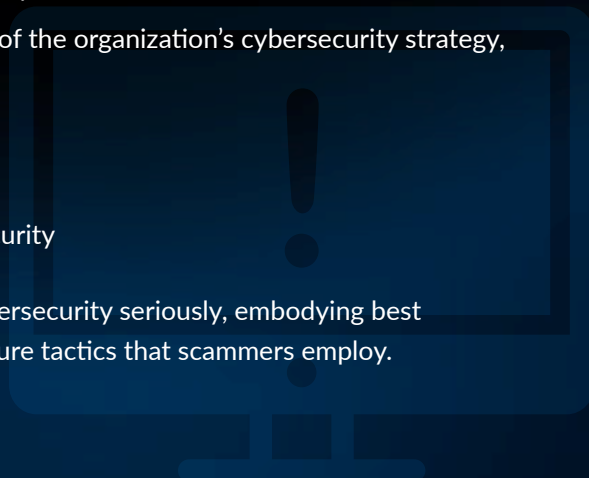 of the organization’s cybersecurity strategy,
urity
ersecurity seriously, embodying best
ure tactics that scammers employ.